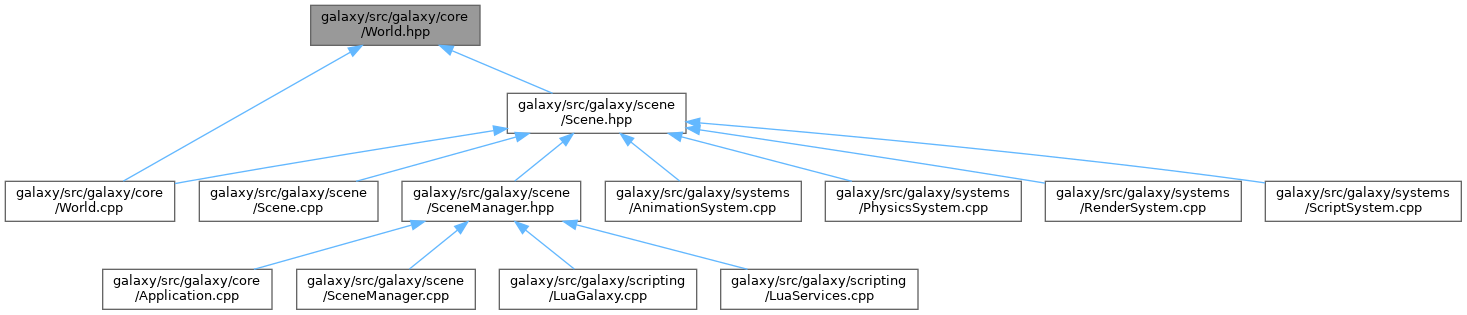 galaxy/src/galaxy/core
/World.hpp
galaxy/src/galaxy/scene
/Scene.hpp
galaxy/src/galaxy/core
/World.cpp
galaxy/src/galaxy/scene
/Scene.cpp
galaxy/src/galaxy/scene
/SceneManager.hpp
galaxy/src/galaxy/systems
/AnimationSystem.cpp
galaxy/src/galaxy/systems
/PhysicsSystem.cpp
galaxy/src/galaxy/systems
/RenderSystem.cpp
galaxy/src/galaxy/systems
/ScriptSystem.cpp
galaxy/src/galaxy/core
/Application.cpp
galaxy/src/galaxy/scene
/SceneManager.cpp
galaxy/src/galaxy/scripting
/LuaGalaxy.cpp
galaxy/src/galaxy/scripting
/LuaServices.cpp